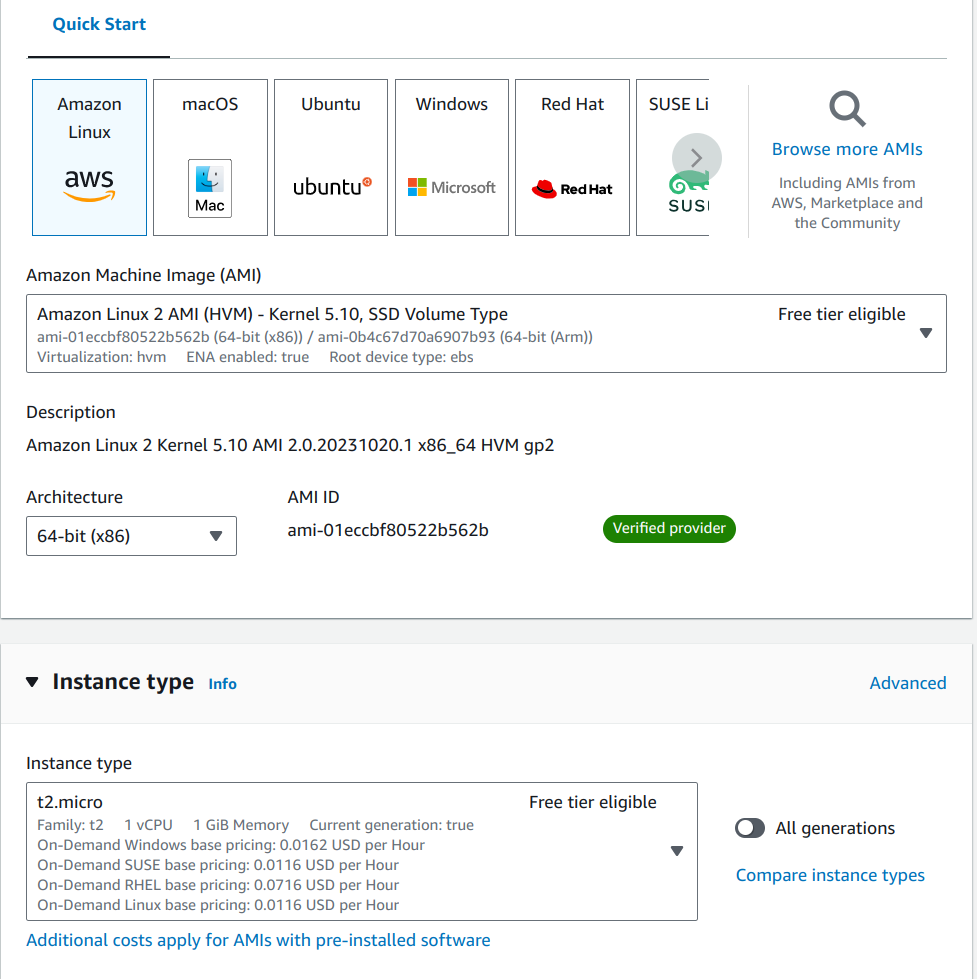 Quick Start
Amazon Linux
aws
macOS
Mac
Ubuntu
ubuntu
Windows
Microsoft
Red Hat
Red Hat
SUSE Li
SUS
Browse more AMIs
Including AMIs from
AWS, Marketplace and
the Community
Amazon Machine Image (AMI)
Amazon Linux 2 AMI (HVM) - Kernel 5.10, SSD Volume Type Free tier eligible
ami-01eccbf80522b562b (64-bit (x86)) / ami-0b4c67d70a6907b93 (64-bit (Arm))
Virtualization: hvm ENA enabled: true Root device type: ebs
Description
Amazon Linux 2 Kernel 5.10 AMI 2.0.20231020.1 x86_64 HVM gp2
Architecture AMI ID
64-bit (x86) ami-01eccbf80522b562b Verified provider
Instance type Info Advanced
Instance type
t2.micro Free tier eligible
Family: t2 1 vCPU 1 GiB Memory Current generation: true
On-Demand Windows base pricing: 0.0162 USD per Hour
On-Demand SUSE base pricing: 0.0116 USD per Hour
On-Demand RHEL base pricing: 0.0716 USD per Hour
On-Demand Linux base pricing: 0.0116 USD per Hour
All generations
Compare instance types
Additional costs apply for AMIs with pre-installed software